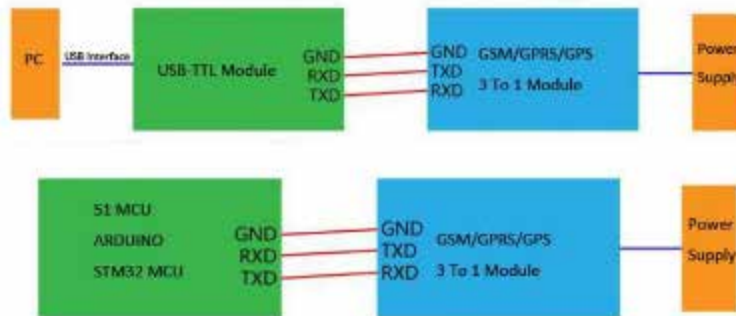 PC
USB Interface
USB-TTL Module
GND
RXD
TXD
GND
TXD
RXD
GSM/GPRS/GPS
3 To 1 Module
Power
Supply
51 MCU
ARDUINO
STM32 MCU
GND
RXD
TXD
GND
TXD
RXD
GSM/GPRS/GPS
3 To 1 Module
Power
Supply